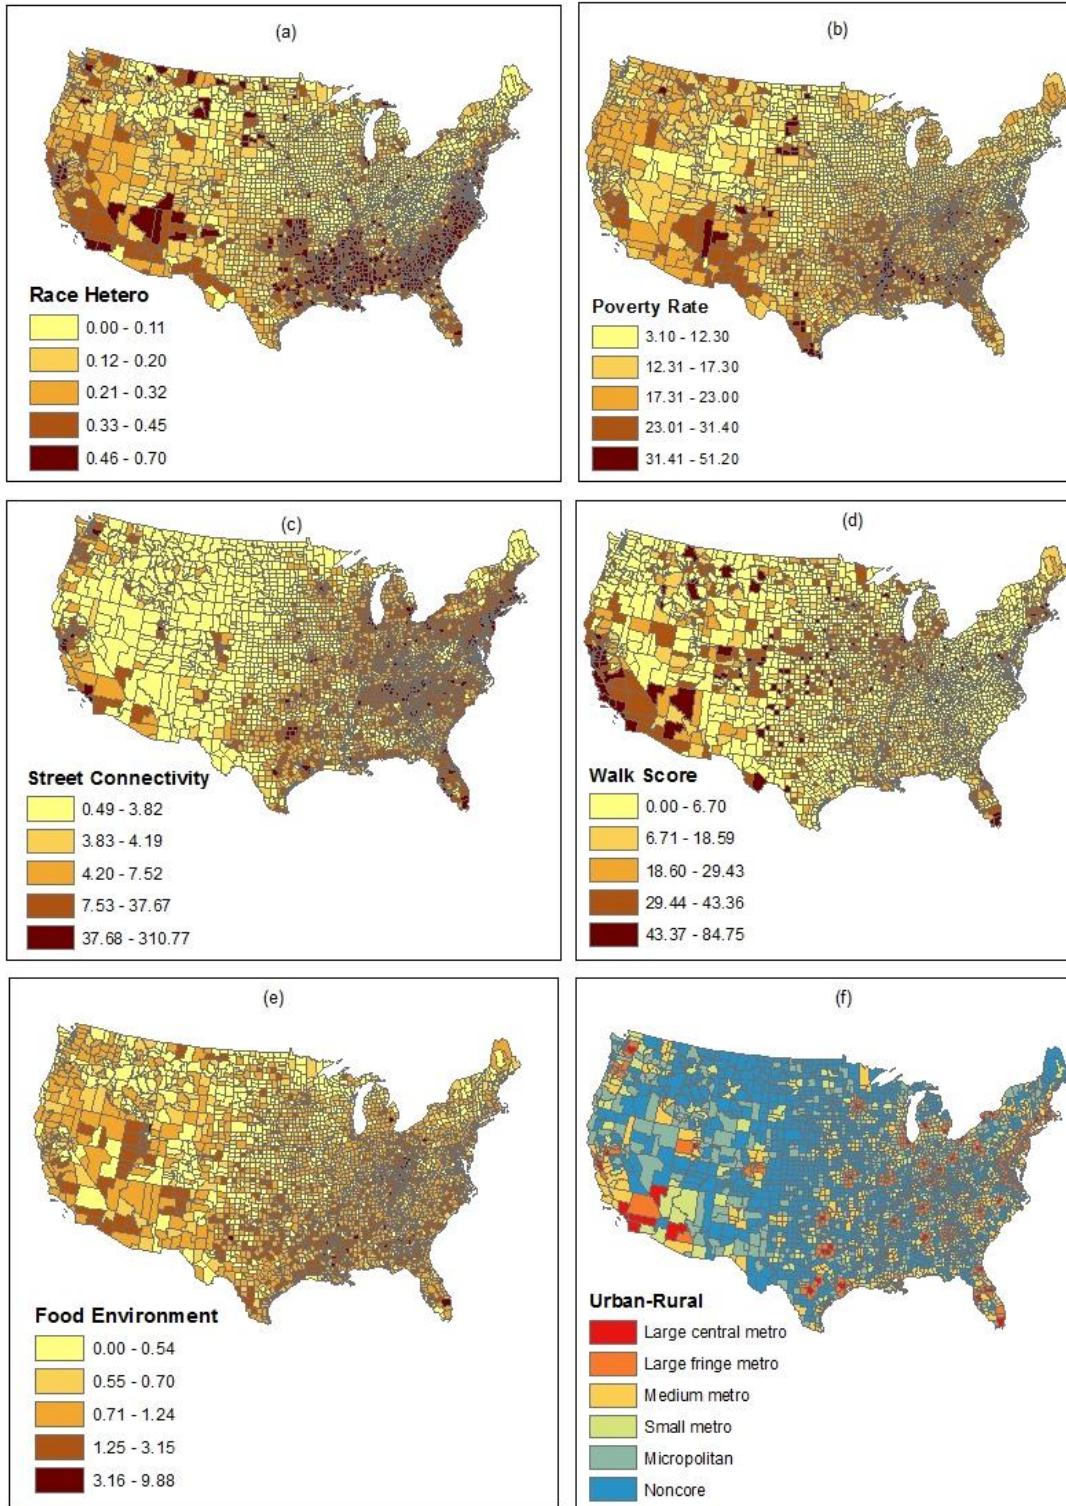 (a)
Race Hetero
0.00 - 0.11
0.12 - 0.20
0.21 - 0.32
0.33 - 0.45
0.46 - 0.70
(b)
Poverty Rate
3.10 - 12.30
12.31 - 17.30
17.31 - 23.00
23.01 - 31.40
31.41 - 51.20
(c)
Street Connectivity
0.49 - 3.82
3.83 - 4.19
4.20 - 7.52
7.53 - 37.67
37.68 - 310.77
(d)
Walk Score
0.00 - 6.70
6.71 - 18.59
18.60 - 29.43
29.44 - 43.36
43.37 - 84.75
(e)
Food Environment
0.00 - 0.54
0.55 - 0.70
0.71 - 1.24
1.25 - 3.15
3.16 - 9.88
(f)
Urban-Rural
Large central metro
Large fringe metro
Medium metro
Small metro
Micropolitan
Noncore